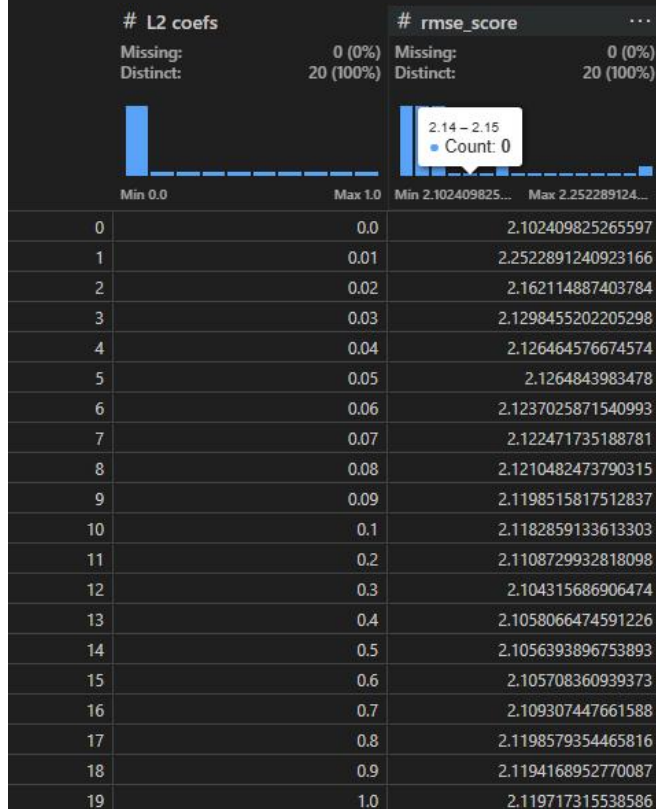 # L2 coefs # rmse_score ...
Missing: 0 (0%) Missing: 0 (0%)
Distinct: 20 (100%) Distinct: 20 (100%)
2.14 – 2.15
Count: 0
Min 0.0 Max 1.0 Min 2.102409825... Max 2.252289124...
0 0.0 2.102409825265597
1 0.01 2.2522891240923166
2 0.02 2.162114887403784
3 0.03 2.1298455202205298
4 0.04 2.126464576674574
5 0.05 2.1264843983478
6 0.06 2.1237025871540993
7 0.07 2.122471735188781
8 0.08 2.1210482473790315
9 0.09 2.1198515817512837
10 0.1 2.1182859133613303
11 0.2 2.1108729932818098
12 0.3 2.104315686906474
13 0.4 2.1058066474591226
14 0.5 2.1056393896753893
15 0.6 2.105708360939373
16 0.7 2.109307447661588
17 0.8 2.1198579354465816
18 0.9 2.1194168952770087
19 1.0 2.119717315538586